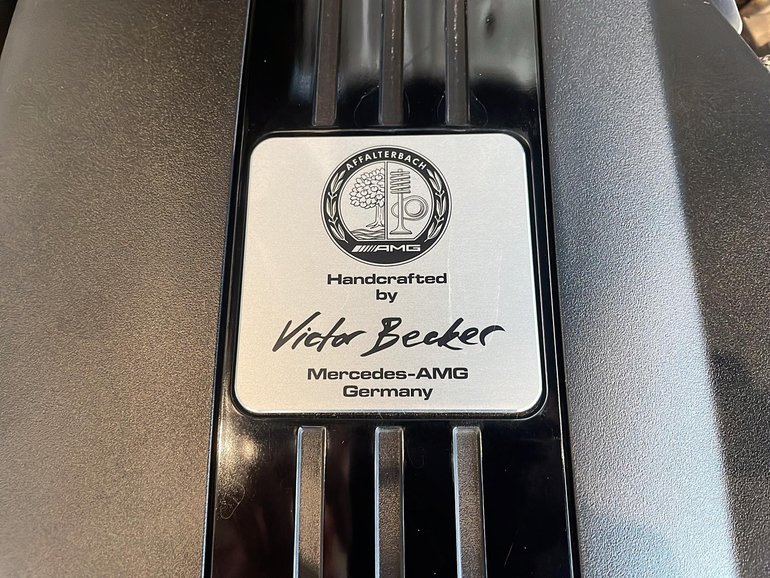 AFFALTERBACH
AMG
Handcrafted
by
Victor Becker
Mercedes-AMG
Germany